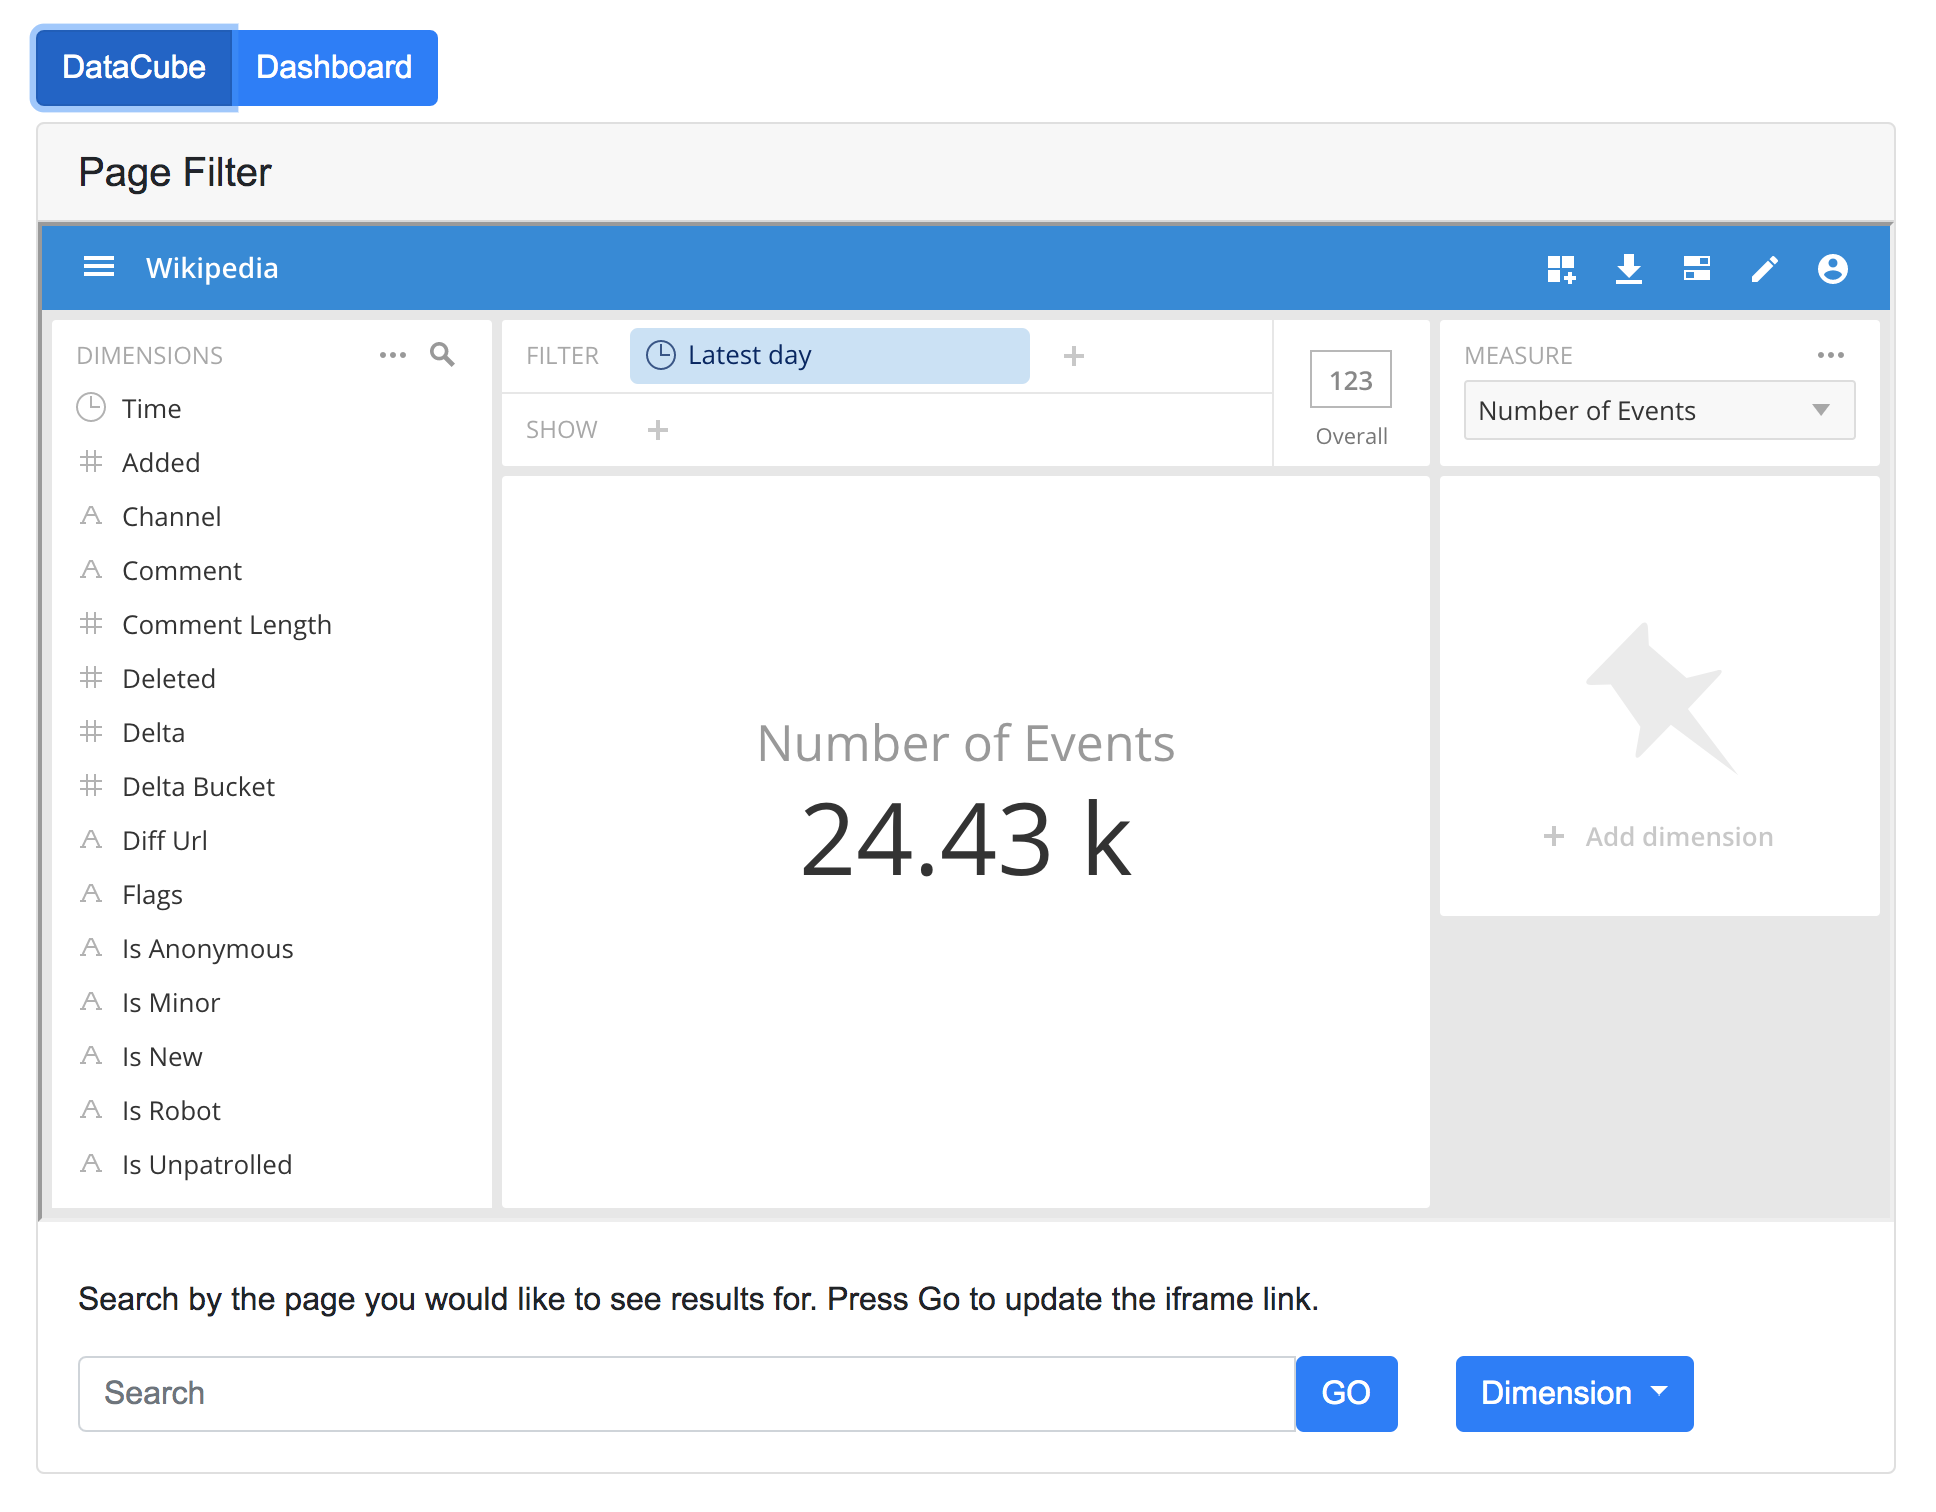 DataCube Dashboard
Page Filter
Wikipedia
DIMENSIONS
Time
Added
Channel
Comment
Comment Length
Deleted
Delta
Delta Bucket
Diff Url
Flags
Is Anonymous
Is Minor
Is New
Is Robot
Is Unpatrolled
FILTER Latest day
SHOW
123
Overall
MEASURE
Number of Events
Number of Events
24.43 k
Add dimension
Search by the page you would like to see results for. Press Go to update the iframe link.
Search GO Dimension